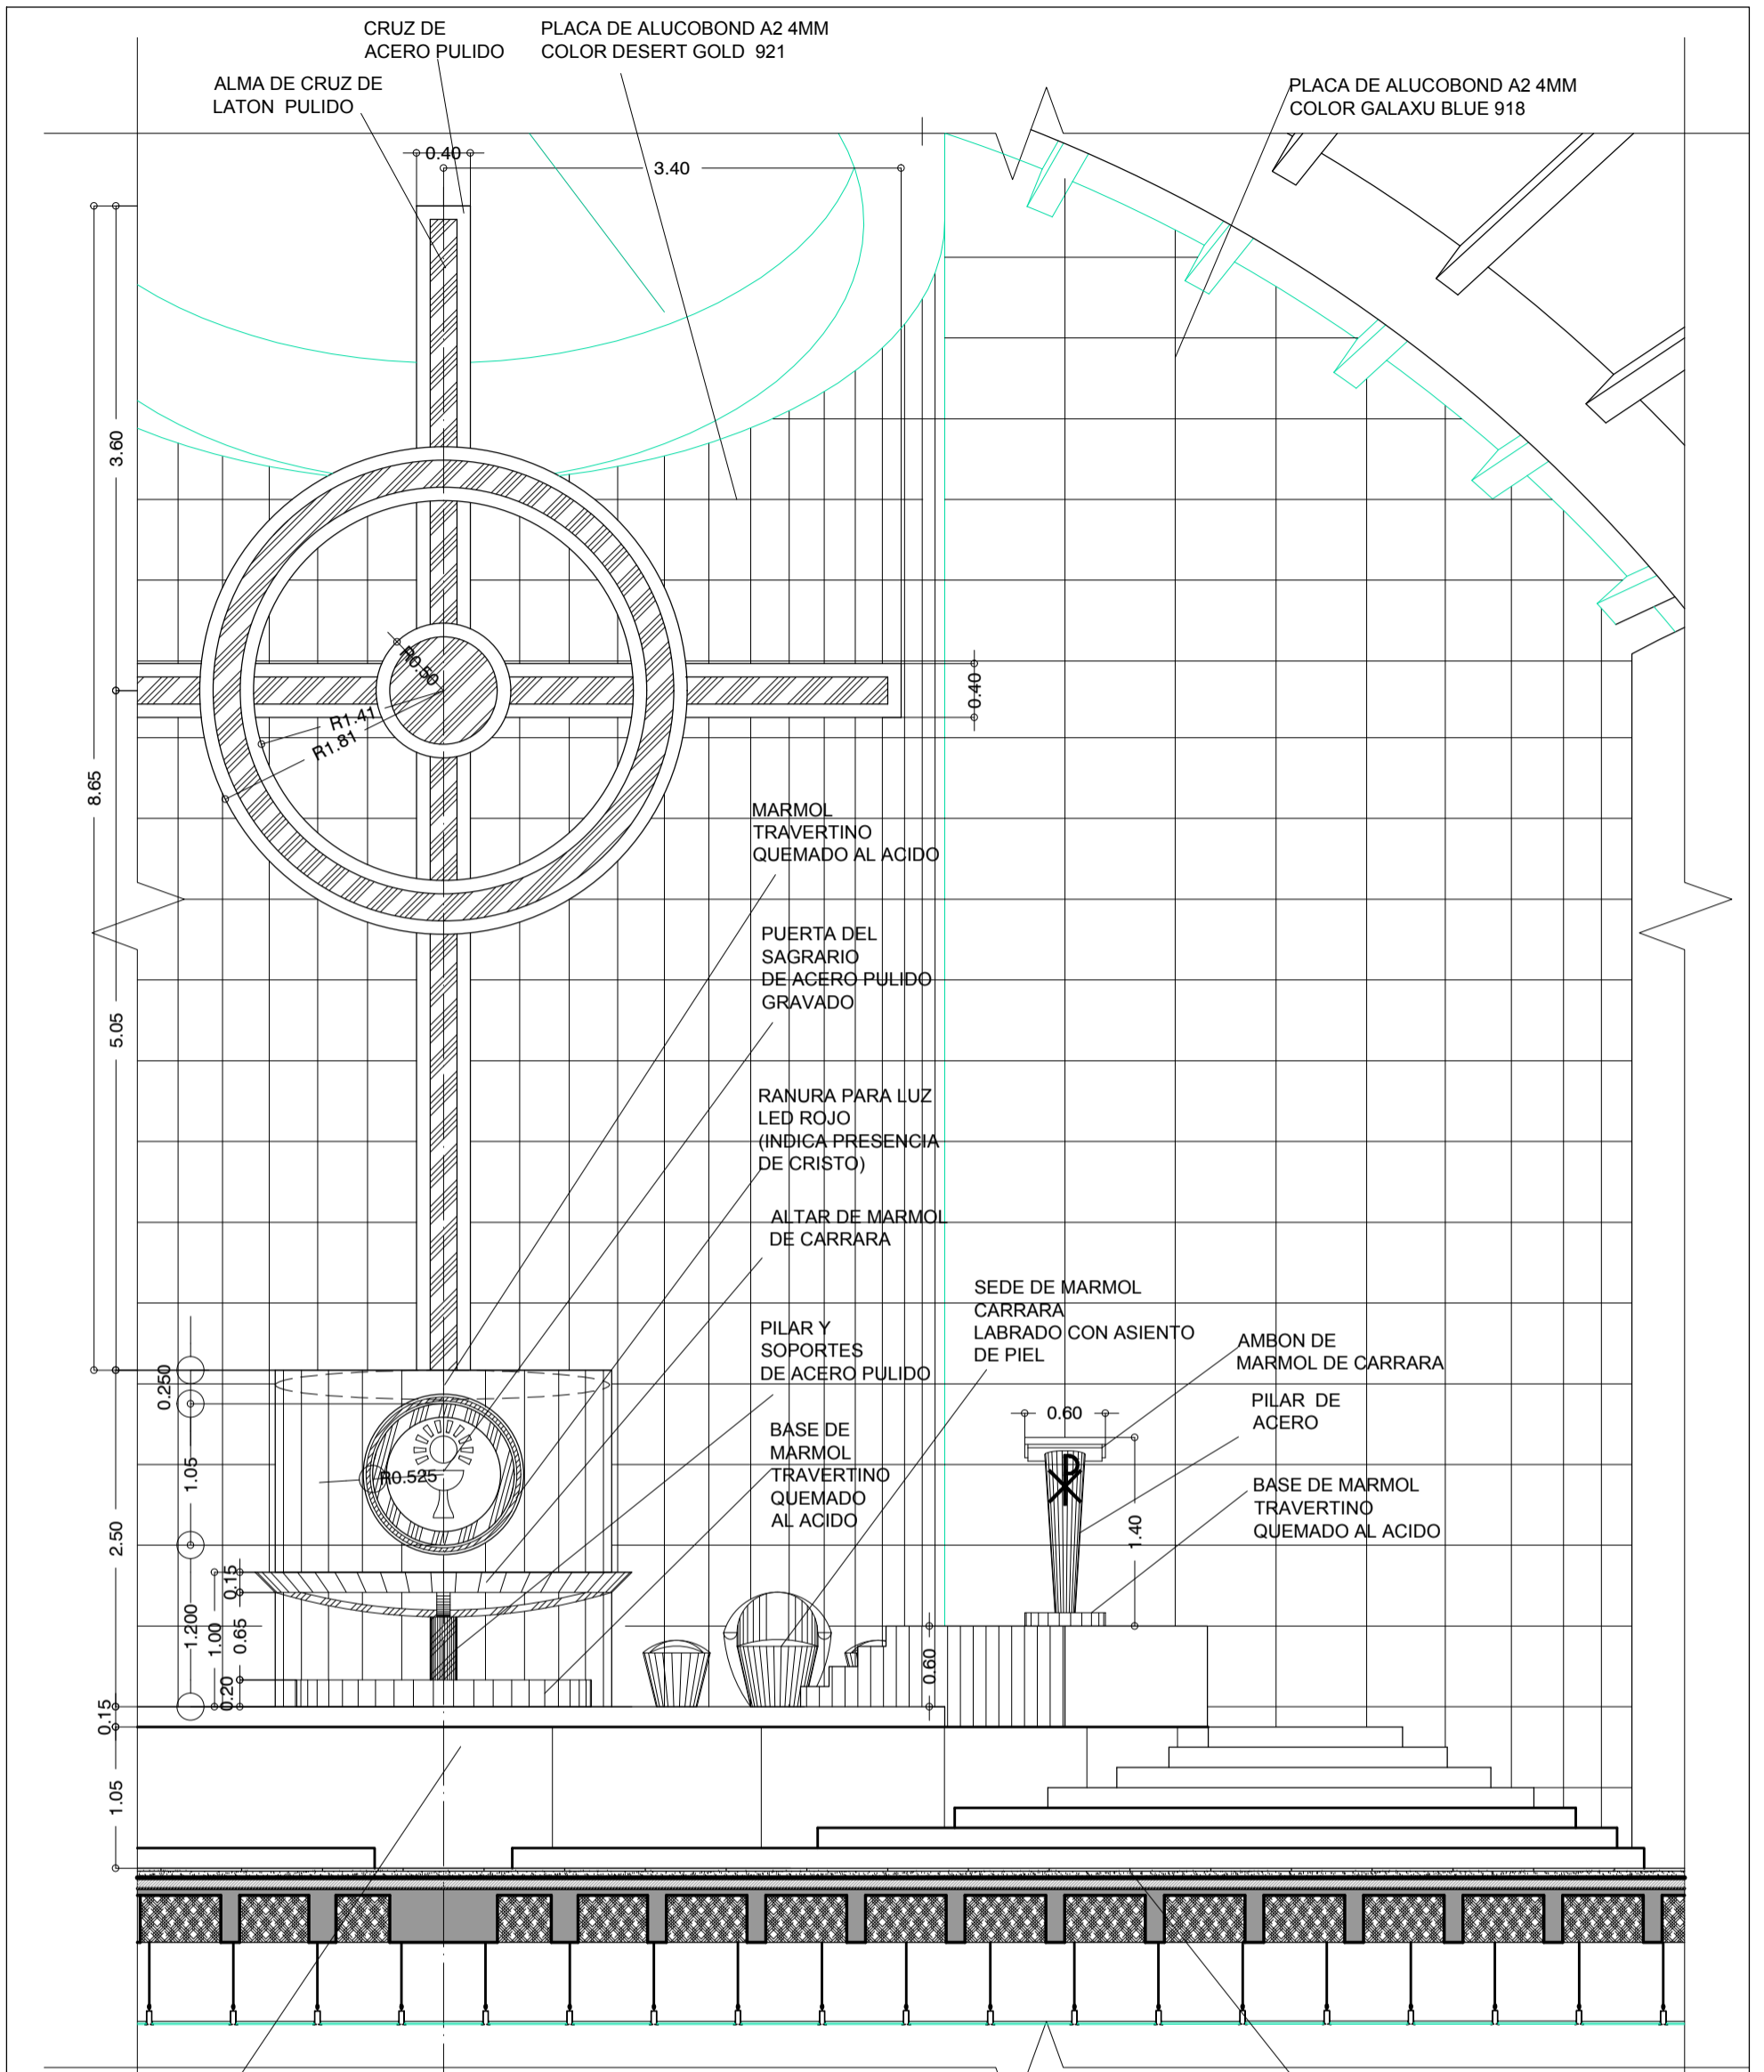 CRUZ DE
ACERO PULIDO
PLACA DE ALUCOBOND A2 4MM
COLOR DESERT GOLD 921
ALMA DE CRUZ DE
LATON PULIDO
PLACA DE ALUCOBOND A2 4MM
COLOR GALAXU BLUE 918
0.40
3.40
3.60
8.65
R0.50
R1.41
R1.81
0.40
MARMOL
TRAVERTINO
QUEMADO AL ACIDO
PUERTA DEL
SAGRARIO
DE ACERO PULIDO
GRAVADO
5.05
RANURA PARA LUZ
LED ROJO
(INDICA PRESENCIA
DE CRISTO)
ALTAR DE MARMOL
DE CARRARA
SEDE DE MARMOL
CARRARA
LABRADO CON ASIENTO
DE PIEL
PILAR Y
SOPORTES
DE ACERO PULIDO
AMBON DE
MARMOL DE CARRARA
PILAR DE
ACERO
BASE DE
MARMOL
TRAVERTINO
QUEMADO
AL ACIDO
BASE DE MARMOL
TRAVERTINO
QUEMADO AL ACIDO
0.250
1.05
R0.525
0.60
1.40
2.50
1.200
1.00
0.15
0.65
0.20
0.60
0.15
1.05